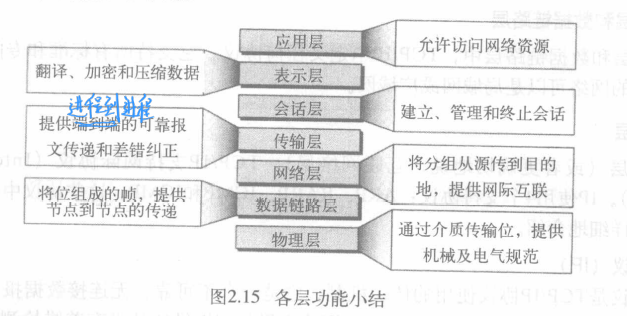 应用层
允许访问网络资源
翻译、加密和压缩数据
表示层
进程到进程
会话层
建立、管理和终止会话
提供端到端的可靠报
文传递和差错纠正
传输层
网络层
将分组从源传到目的
地，提供网际互联
将位组成的帧，提供
节点到节点的传递
数据链路层
物理层
通过介质传输位，提供
机械及电气规范
图2.15 各层功能小结